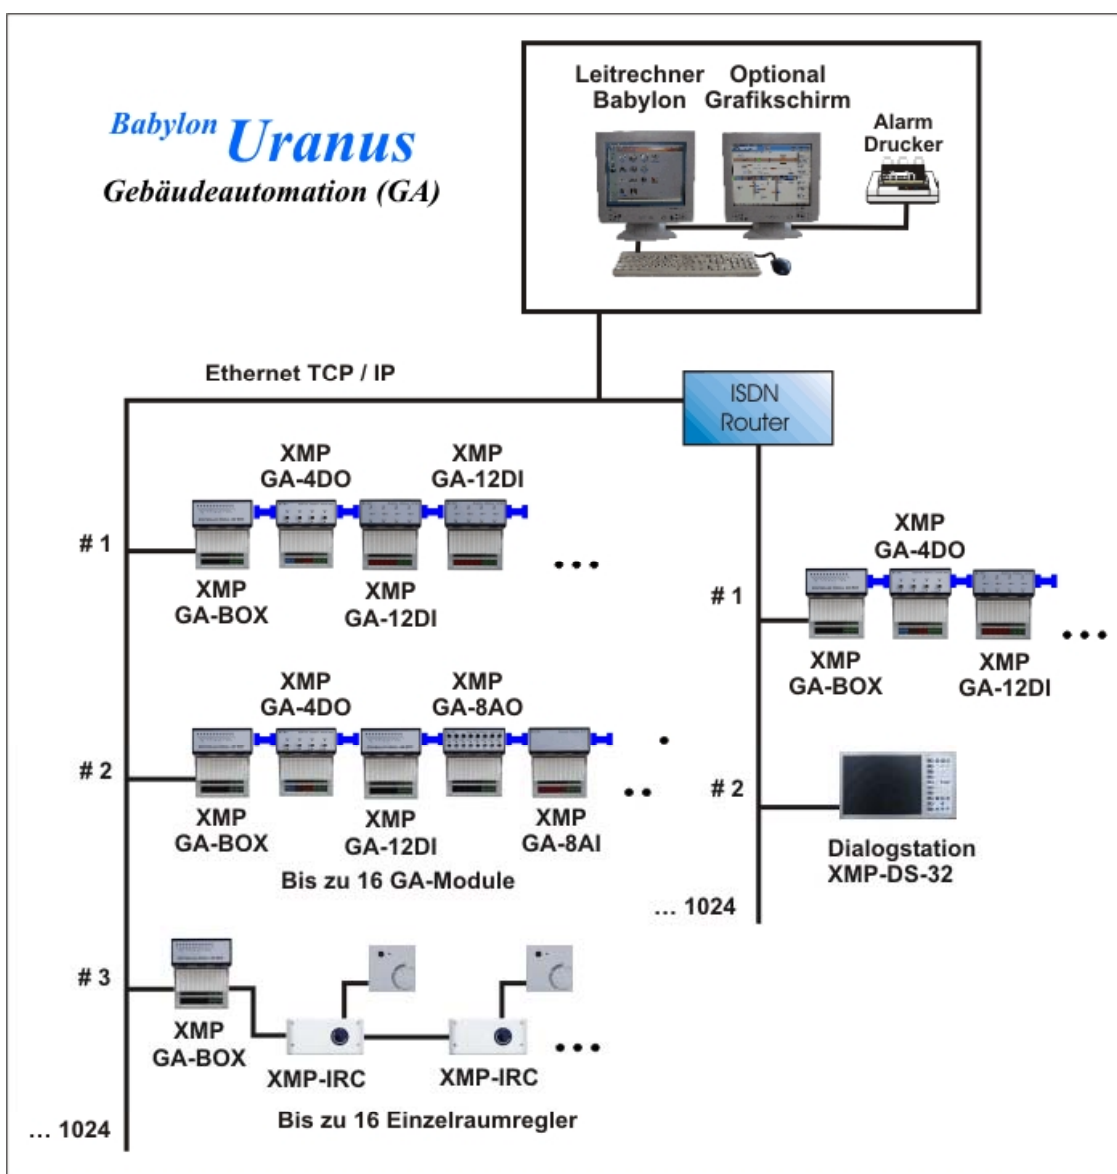 Babylon Uranus
Gebäudeautomation (GA)
Leitrechner
Babylon
Optional
Grafikschirm
Alarm
Drucker
Ethernet TCP / IP
ISDN
Router
# 1
XMP
GA-4DO
XMP
GA-12DI
XMP
GA-BOX
XMP
GA-12DI
...
# 2
XMP
GA-4DO
XMP
GA-8AO
XMP
GA-BOX
XMP
GA-12DI
XMP
GA-8AI
Bis zu 16 GA-Module
# 3
XMP
GA-BOX
XMP-IRC
XMP-IRC
...
Bis zu 16 Einzelraumregler
... 1024
# 1
XMP
GA-4DO
XMP
GA-BOX
XMP
GA-12DI
...
# 2
Dialogstation
XMP-DS-32
... 1024